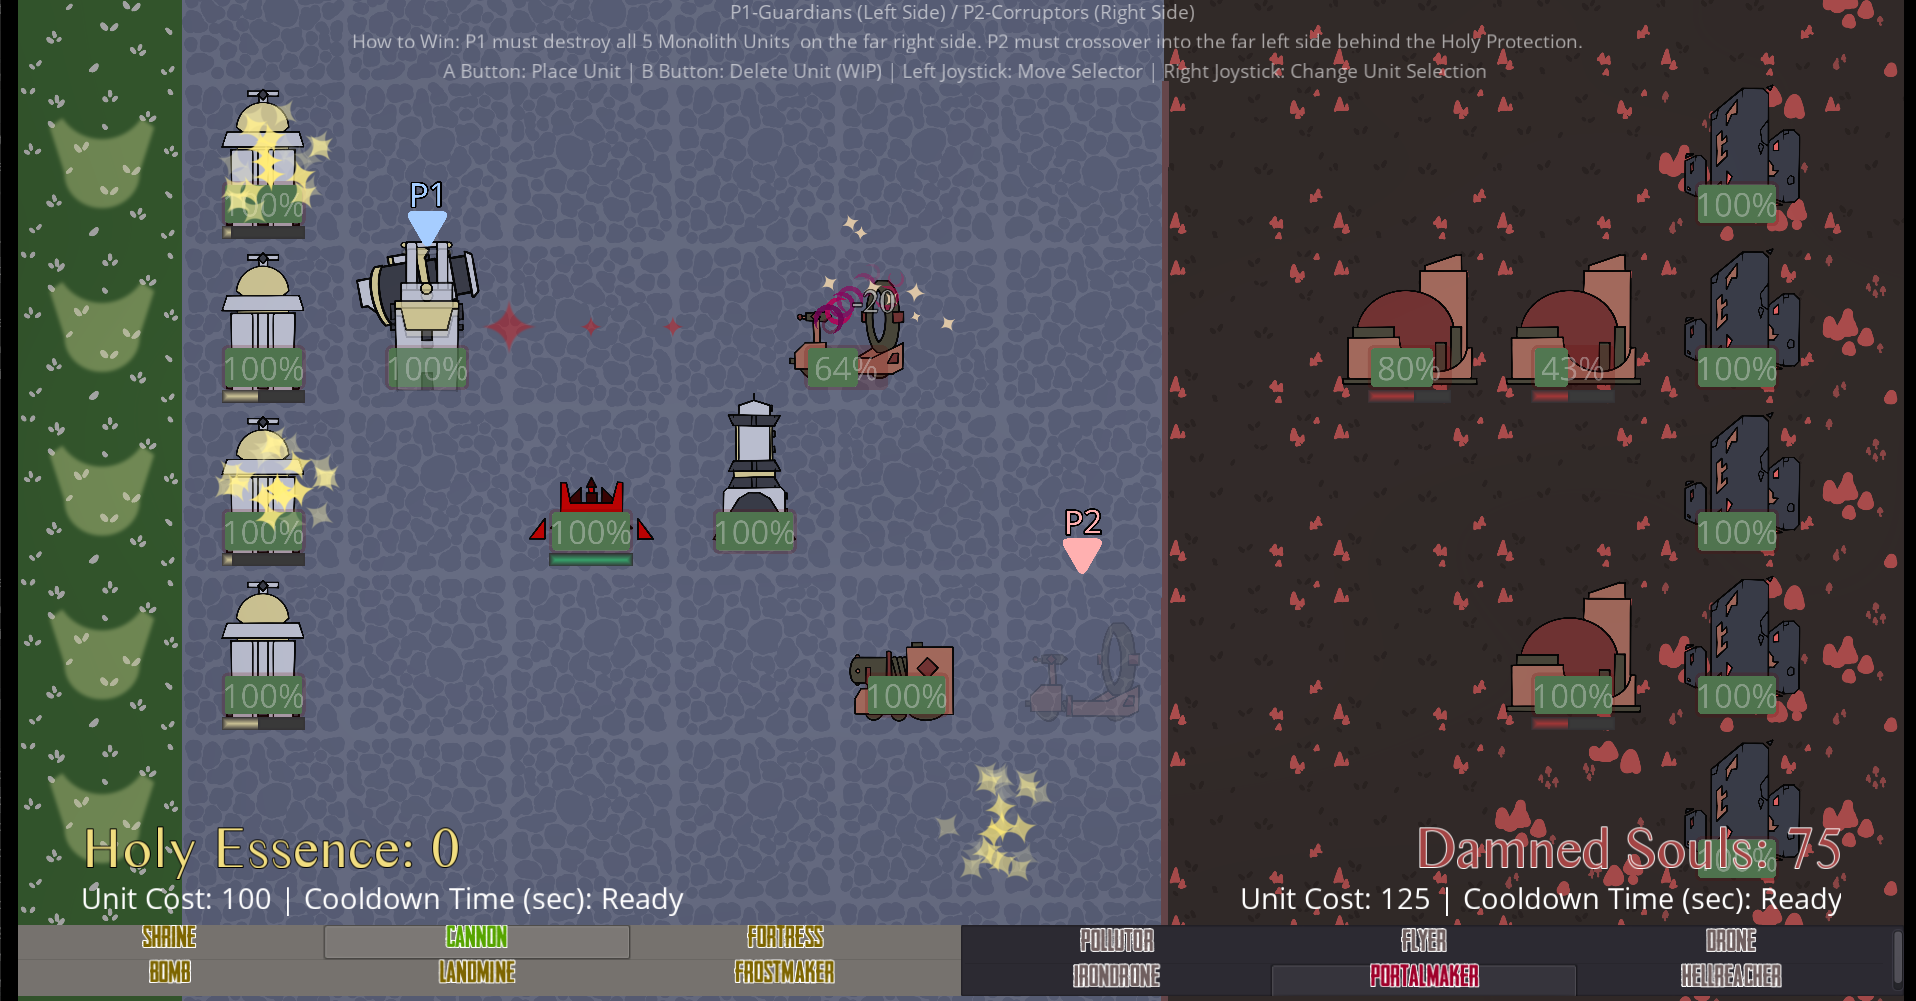 P1-Guardians (Left Side) / P2-Corruptors (Right Side)
How to Win: P1 must destroy all 5 Monolith Units on the far right side. P2 must crossover into the far left side behind the Holy Protection.
A Button: Place Unit | B Button: Delete Unit (WIP) | Left Joystick: Move Selector | Right Joystick: Change Unit Selection
P1
100%
-20
100%
100%
64%
80%
43%
100%
P2
100%
100%
100%
100%
100%
100%
100%
100%
Holy Essence: 0
Damned Souls: 75
Unit Cost: 100 | Cooldown Time (sec): Ready
Unit Cost: 125 | Cooldown Time (sec): Ready
SHRINE
CANNON
FORTRESS
POLLUTOR
FLYER
DRONE
BOMB
LANDMINE
FROSTMAKER
IRONDRONE
PORTALMAKER
HELLREACHER